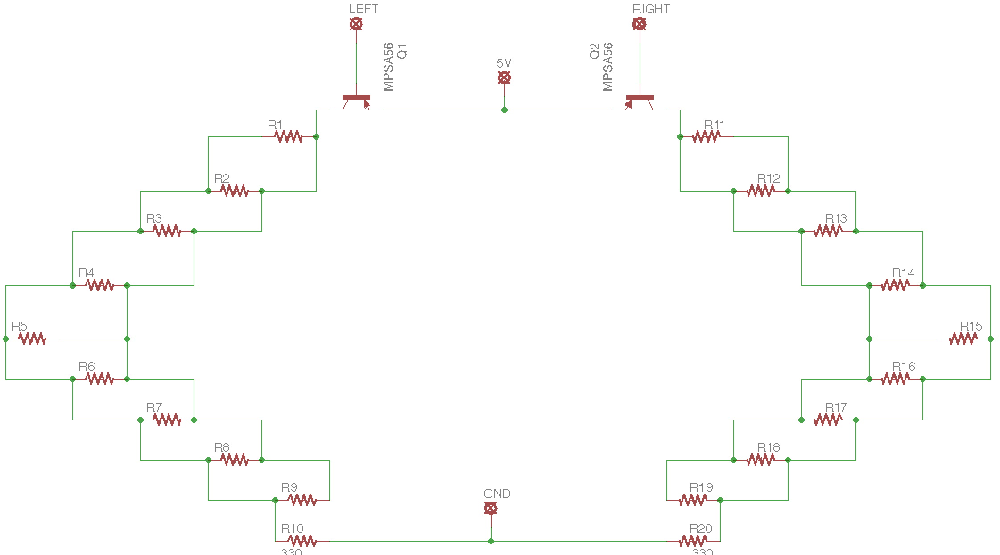 LEFT
RIGHT
MPSA56
Q1
5V
Q2
MPSA56
R1
R11
R2
R12
R3
R13
R4
R14
R5
R15
R6
R16
R7
R17
R8
R18
R9
GND
R19
R10
R20
330
330